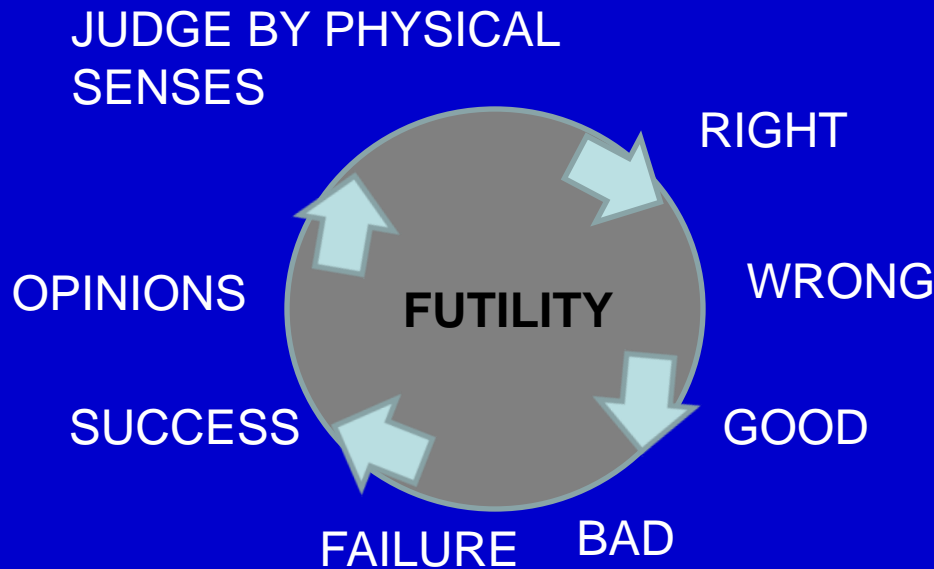 JUDGE BY PHYSICAL
SENSES
RIGHT
WRONG
GOOD
BAD
FAILURE
SUCCESS
OPINIONS
FUTILITY